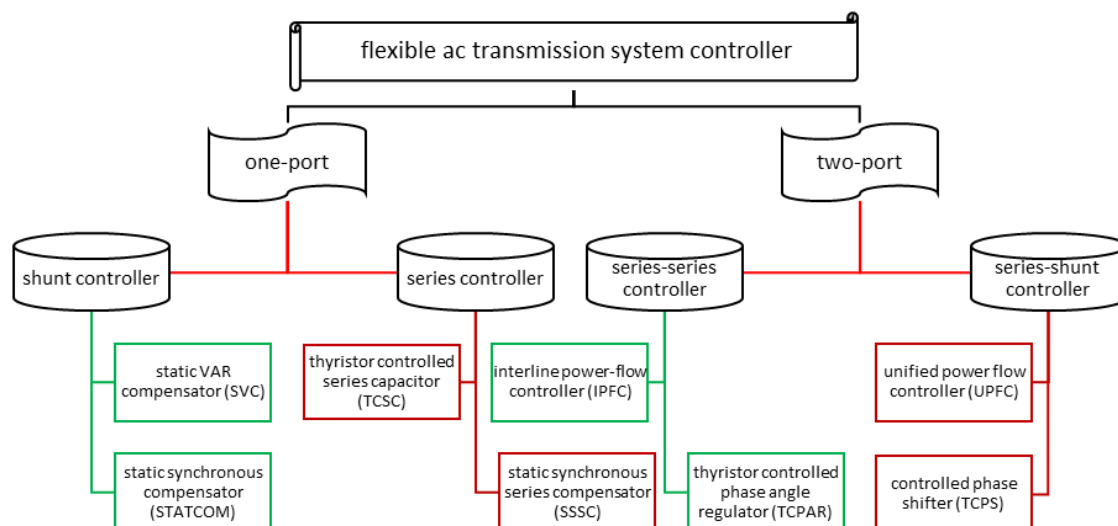 flexible ac transmission system controller
one-port
two-port
shunt controller
series controller
series-series
controller
series-shunt
controller
static VAR
compensator (SVC)
thyristor controlled
series capacitor
(TCSC)
interline power-flow
controller (IPFC)
unified power flow
controller (UPFC)
static synchronous
compensator
(STATCOM)
static synchronous
series compensator
(SSSC)
thyristor controlled
phase angle
regulator (TCPAR)
controlled phase
shifter (TCPS)